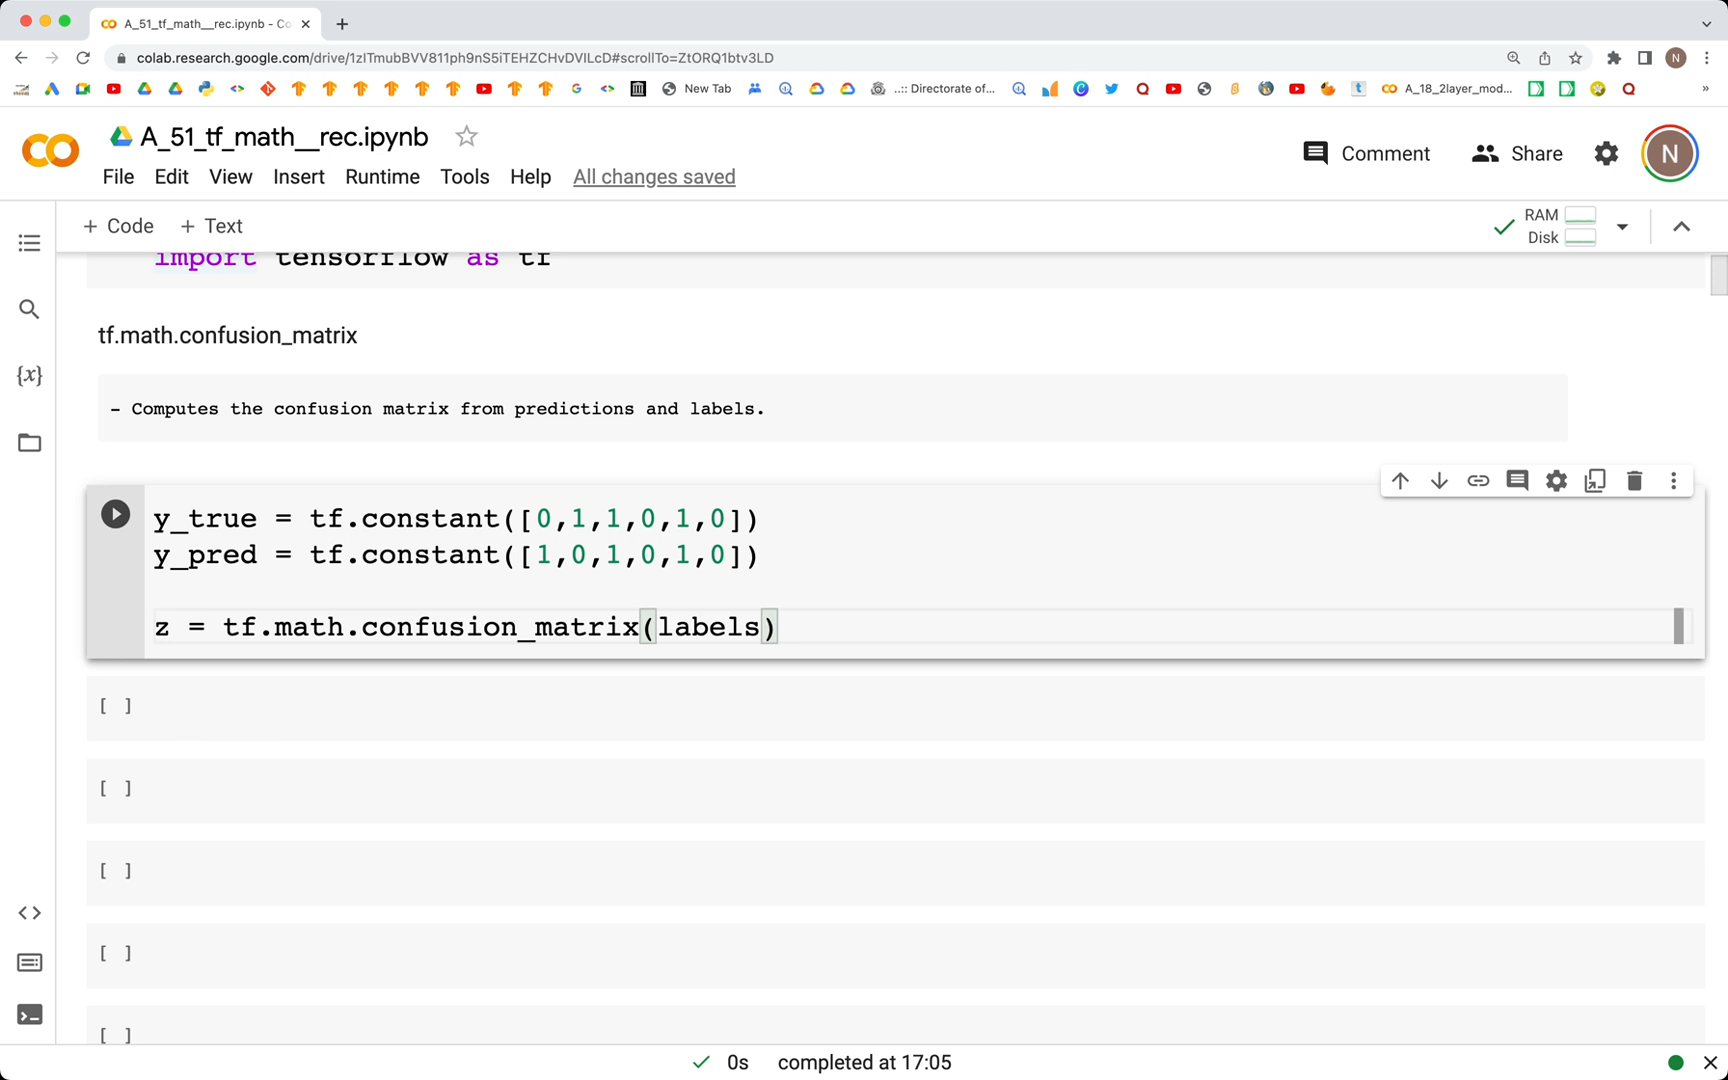 A_51_tf_math__rec.ipynb - Co
colab.research.google.com/drive/1zITmubBVV811ph9nS5iTEHZCHvDVILcD#scrollTo=ZtORQ1btv3LD
N
New Tab
..:: Directorate of...
A_18_2layer_mod...
»
A_51_tf_math__rec.ipynb
Comment
Share
N
File Edit View Insert Runtime Tools Help All changes saved
+ Code + Text
RAM
Disk
import tensorflow as tf
tf.math.confusion_matrix
- Computes the confusion matrix from predictions and labels.
y_true = tf.constant([0,1,1,0,1,0])
y_pred = tf.constant([1,0,1,0,1,0])
z = tf.math.confusion_matrix(labels)
[ ]
[ ]
[ ]
[ ]
[ ]
0s completed at 17:05